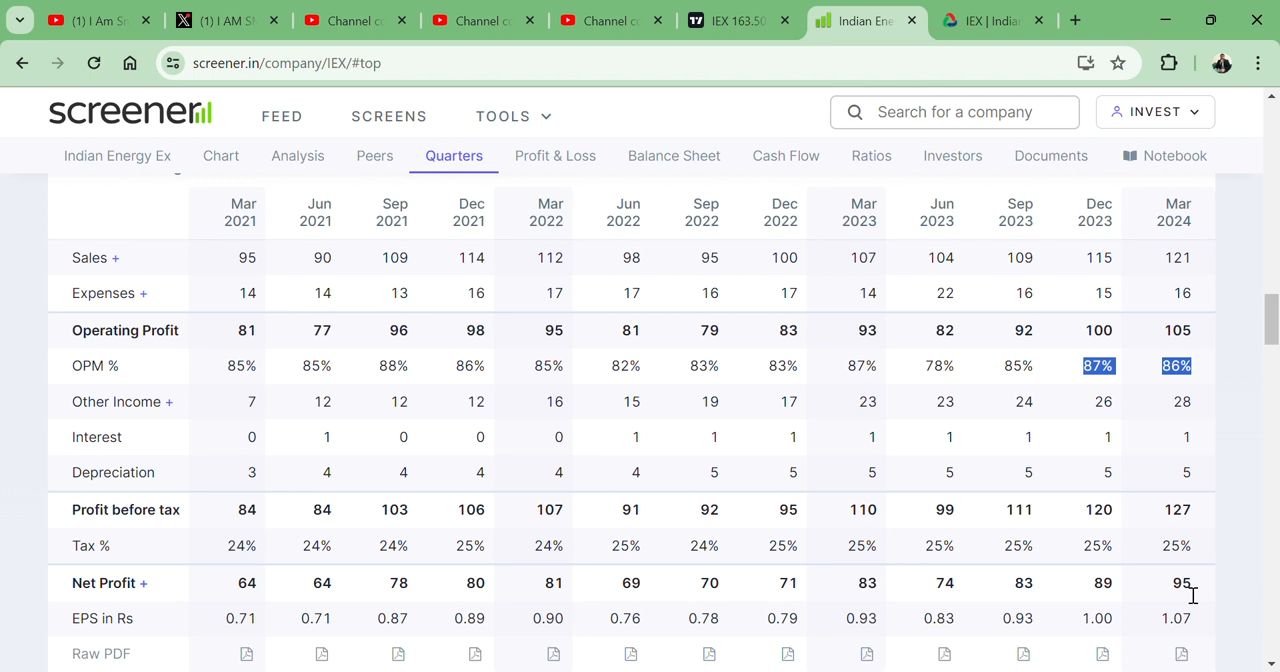 (1) I Am Sn
(1) I AM SN
Channel co
Channel co
Channel co
IEX 163.50
Indian Ene
IEX | India
screener.in/company/IEX/#top
screener
FEED
SCREENS
TOOLS
Search for a company
INVEST
Indian Energy Ex Chart Analysis Peers Quarters Profit & Loss Balance Sheet Cash Flow Ratios Investors Documents Notebook
Mar 2021 Jun 2021 Sep 2021 Dec 2021 Mar 2022 Jun 2022 Sep 2022 Dec 2022 Mar 2023 Jun 2023 Sep 2023 Dec 2023 Mar 2024
Sales + 95 90 109 114 112 98 95 100 107 104 109 115 121
Expenses + 14 14 13 16 17 17 16 17 14 22 16 15 16
Operating Profit 81 77 96 98 95 81 79 83 93 82 92 100 105
OPM % 85% 85% 88% 86% 85% 82% 83% 83% 87% 78% 85% 87% 86%
Other Income + 7 12 12 12 16 15 19 17 23 23 24 26 28
Interest 0 1 0 0 0 1 1 1 1 1 1 1 1
Depreciation 3 4 4 4 4 4 5 5 5 5 5 5 5
Profit before tax 84 84 103 106 107 91 92 95 110 99 111 120 127
Tax % 24% 24% 24% 25% 24% 25% 24% 25% 25% 25% 25% 25% 25%
Net Profit + 64 64 78 80 81 69 70 71 83 74 83 89 95
EPS in Rs 0.71 0.71 0.87 0.89 0.90 0.76 0.78 0.79 0.93 0.83 0.93 1.00 1.07
Raw PDF